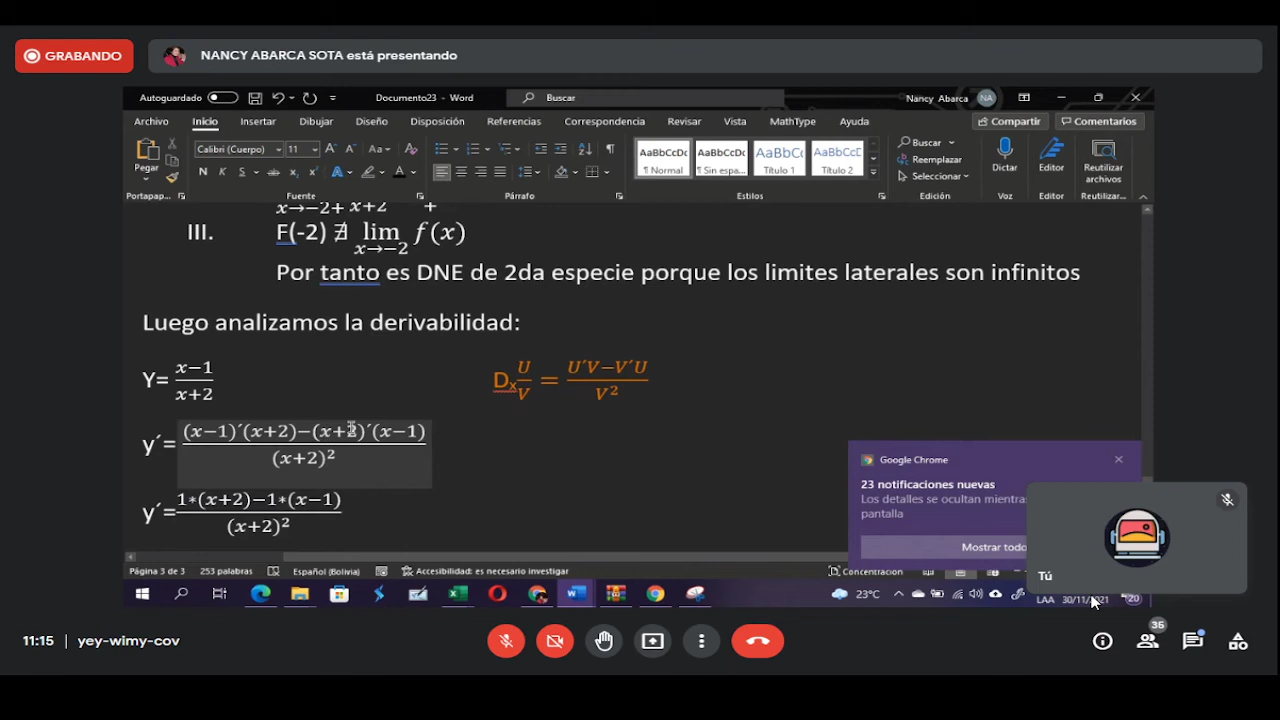 GRABANDO
NANCY ABARCA SOTA está presentando
Autoguardado
Documento23 - Word
Buscar
Nancy Abarca
NA
Archivo Inicio Insertar Dibujar Diseño Disposición Referencias Correspondencia Revisar Vista MathType Ayuda
Compartir
Comentarios
Pegar
Calibri (Cuerpo) 11
AaBbCcDc AaBbCcDc AaBbCc AaBbCcD
¶ Normal ¶ Sin espa... Título 1 Título 2
Buscar
Reemplazar
Seleccionar
Dictar
Editor
Reutilizar archivos
Portapap... Fuente Párrafo Estilos Edición Voz Editor Reutilizar...
x→−2+ x+2 +
III. F(-2) ∄ lim x→−2 f(x)
Por tanto es DNE de 2da especie porque los limites laterales son infinitos
Luego analizamos la derivabilidad:
Y= (x−1)/(x+2)
Dx U/V = (U´V−V´U)/V²
y´= ((x−1)´(x+2)−(x+2)´(x−1))/(x+2)²
y´= (1*(x+2)−1*(x−1))/(x+2)²
Google Chrome
23 notificaciones nuevas
Los detalles se ocultan mientras
pantalla
Mostrar todo
Tú
Página 3 de 3 253 palabras Español (Bolivia) Accesibilidad: es necesario investigar
Concentración
23°C
LAA 30/11/2021
20
11:15 | yey-wimy-cov
36